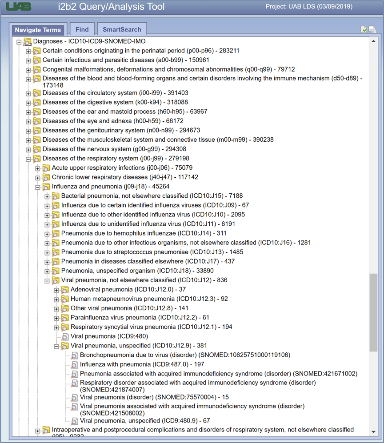 UAB
i2b2 Query/Analysis Tool
Project: UAB LDS (03/09/2019)
Navigate Terms
Find
SmartSearch
Diagnoses - ICD10-ICD9-SNOMED-IMO
Certain conditions originating in the perinatal period (p00-p96) - 283211
Certain infectious and parasitic diseases (a00-b99) - 150961
Congenital malformations, deformations and chromosomal abnormalities (q00-q99) - 79712
Diseases of the blood and blood-forming organs and certain disorders involving the immune mechanism (d50-d89) -
173148
Diseases of the circulatory system (i00-i99) - 391403
Diseases of the digestive system (k00-k94) - 318088
Diseases of the ear and mastoid process (h60-h95) - 63967
Diseases of the eye and adnexa (h00-h59) - 66172
Diseases of the genitourinary system (n00-n99) - 294673
Diseases of the musculoskeletal system and connective tissue (m00-m99) - 390238
Diseases of the nervous system (g00-g99) - 294308
Diseases of the respiratory system (j00-j99) - 279198
Acute upper respiratory infections (j00-j06) - 75079
Chronic lower respiratory diseases (j40-j47) - 117142
Influenza and pneumonia (j09-j18) - 45264
Bacterial pneumonia, not elsewhere classified (ICD10:J15) - 7186
Influenza due to certain identified influenza viruses (ICD10:J09) - 67
Influenza due to other identified influenza virus (ICD10:J10) - 2095
Influenza due to unidentified influenza virus (ICD10:J11) - 6191
Pneumonia due to hemophilus influenzae (ICD10:J14) - 311
Pneumonia due to other infectious organisms, not elsewhere classified (ICD10:J16) - 1281
Pneumonia due to streptococcus pneumoniae (ICD10:J13) - 1485
Pneumonia in diseases classified elsewhere (ICD10:J17) - 437
Pneumonia, unspecified organism (ICD10:J18) - 33890
Viral pneumonia, not elsewhere classified (ICD10:J12) - 836
Adenoviral pneumonia (ICD10:J12.0) - 37
Human metapneumovirus pneumonia (ICD10:J12.3) - 92
Other viral pneumonia (ICD10:J12.8) - 141
Parainfluenza virus pneumonia (ICD10:J12.2) - 61
Respiratory syncytial virus pneumonia (ICD10:J12.1) - 194
Viral pneumonia (ICD9:480)
Viral pneumonia, unspecified (ICD10:J12.9) - 381
Bronchopneumonia due to virus (disorder) (SNOMED:10625751000119106)
Influenza with pneumonia (ICD9:487.0) - 197
Pneumonia associated with acquired immunodeficiency syndrome (disorder) (SNOMED:421671002)
Respiratory disorder associated with acquired immunodeficiency syndrome (disorder)
(SNOMED:421874007)
Viral pneumonia (disorder) (SNOMED:75570004) - 15
Viral pneumonia associated with acquired immunodeficiency syndrome (disorder)
(SNOMED:421508002)
Viral pneumonia, unspecified (ICD9:480.9) - 67
Intraoperative and postprocedural complications and disorders of respiratory system, not elsewhere classified